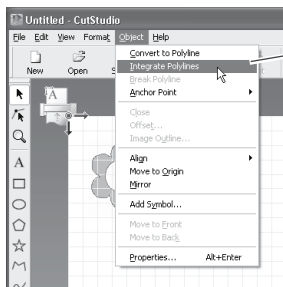 Untitled - CutStudio
File Edit View Format Object Help
New Open
Convert to Polyline
Integrate Polylines
Break Polyline
Anchor Point
Close
Offset...
Image Outline...
Align
Move to Origin
Mirror
Add Symbol...
Move to Front
Move to Back
Properties... Alt+Enter
A
A